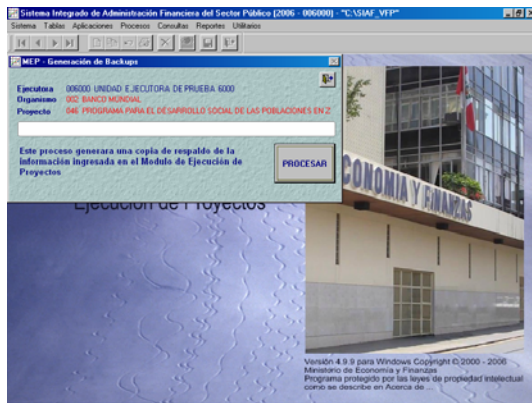 Sistema Integrado de Administración Financiera del Sector Público (2006 - 006000) - "C:\SIAF_VFP"
Sistema Tablas Aplicaciones Procesos Consultas Reportes Utilitarios
MEP - Generación de Backups
Ejecutora 006000 UNIDAD EJECUTORA DE PRUEBA 6000
Organismo 002 BANCO MUNDIAL
Proyecto 046 PROGRAMA PARA EL DESARROLLO SOCIAL DE LAS POBLACIONES EN Z
Este proceso generara una copia de respaldo de la
información ingresada en el Modulo de Ejecución de
Proyectos
PROCESAR
Ejecución de Proyectos
CONOMIA Y FINANZAS
Versión 4.9.9 para Windows Copyright © 2000 - 2006
Ministerio de Economía y Finanzas
Programa protegido por las leyes de propiedad intelectual
como se describe en Acerca de ...